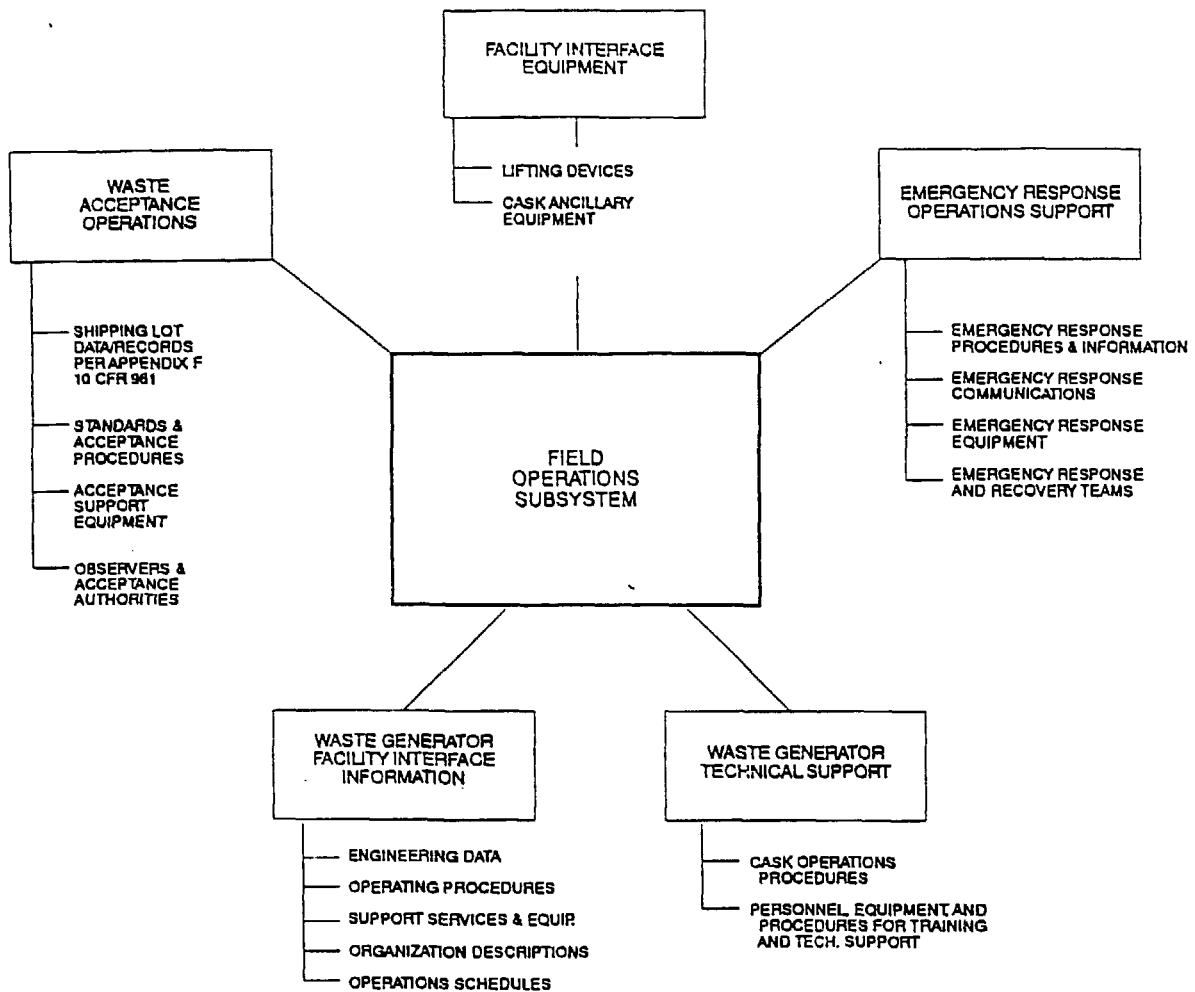 FACILITY INTERFACE
EQUIPMENT
LIFTING DEVICES
CASK ANCILLARY
EQUIPMENT
WASTE
ACCEPTANCE
OPERATIONS
SHIPPING LOT
DATA/RECORDS
PER APPENDIX F
10 CFR 961
STANDARDS &
ACCEPTANCE
PROCEDURES
ACCEPTANCE
SUPPORT
EQUIPMENT
OBSERVERS &
ACCEPTANCE
AUTHORITIES
EMERGENCY RESPONSE
OPERATIONS SUPPORT
EMERGENCY RESPONSE
PROCEDURES & INFORMATION
EMERGENCY RESPONSE
COMMUNICATIONS
EMERGENCY RESPONSE
EQUIPMENT
EMERGENCY RESPONSE
AND RECOVERY TEAMS
FIELD
OPERATIONS
SUBSYSTEM
WASTE GENERATOR
FACILITY INTERFACE
INFORMATION
ENGINEERING DATA
OPERATING PROCEDURES
SUPPORT SERVICES & EQUIP.
ORGANIZATION DESCRIPTIONS
OPERATIONS SCHEDULES
WASTE GENERATOR
TECHNICAL SUPPORT
CASK OPERATIONS
PROCEDURES
PERSONNEL, EQUIPMENT, AND
PROCEDURES FOR TRAINING
AND TECH. SUPPORT